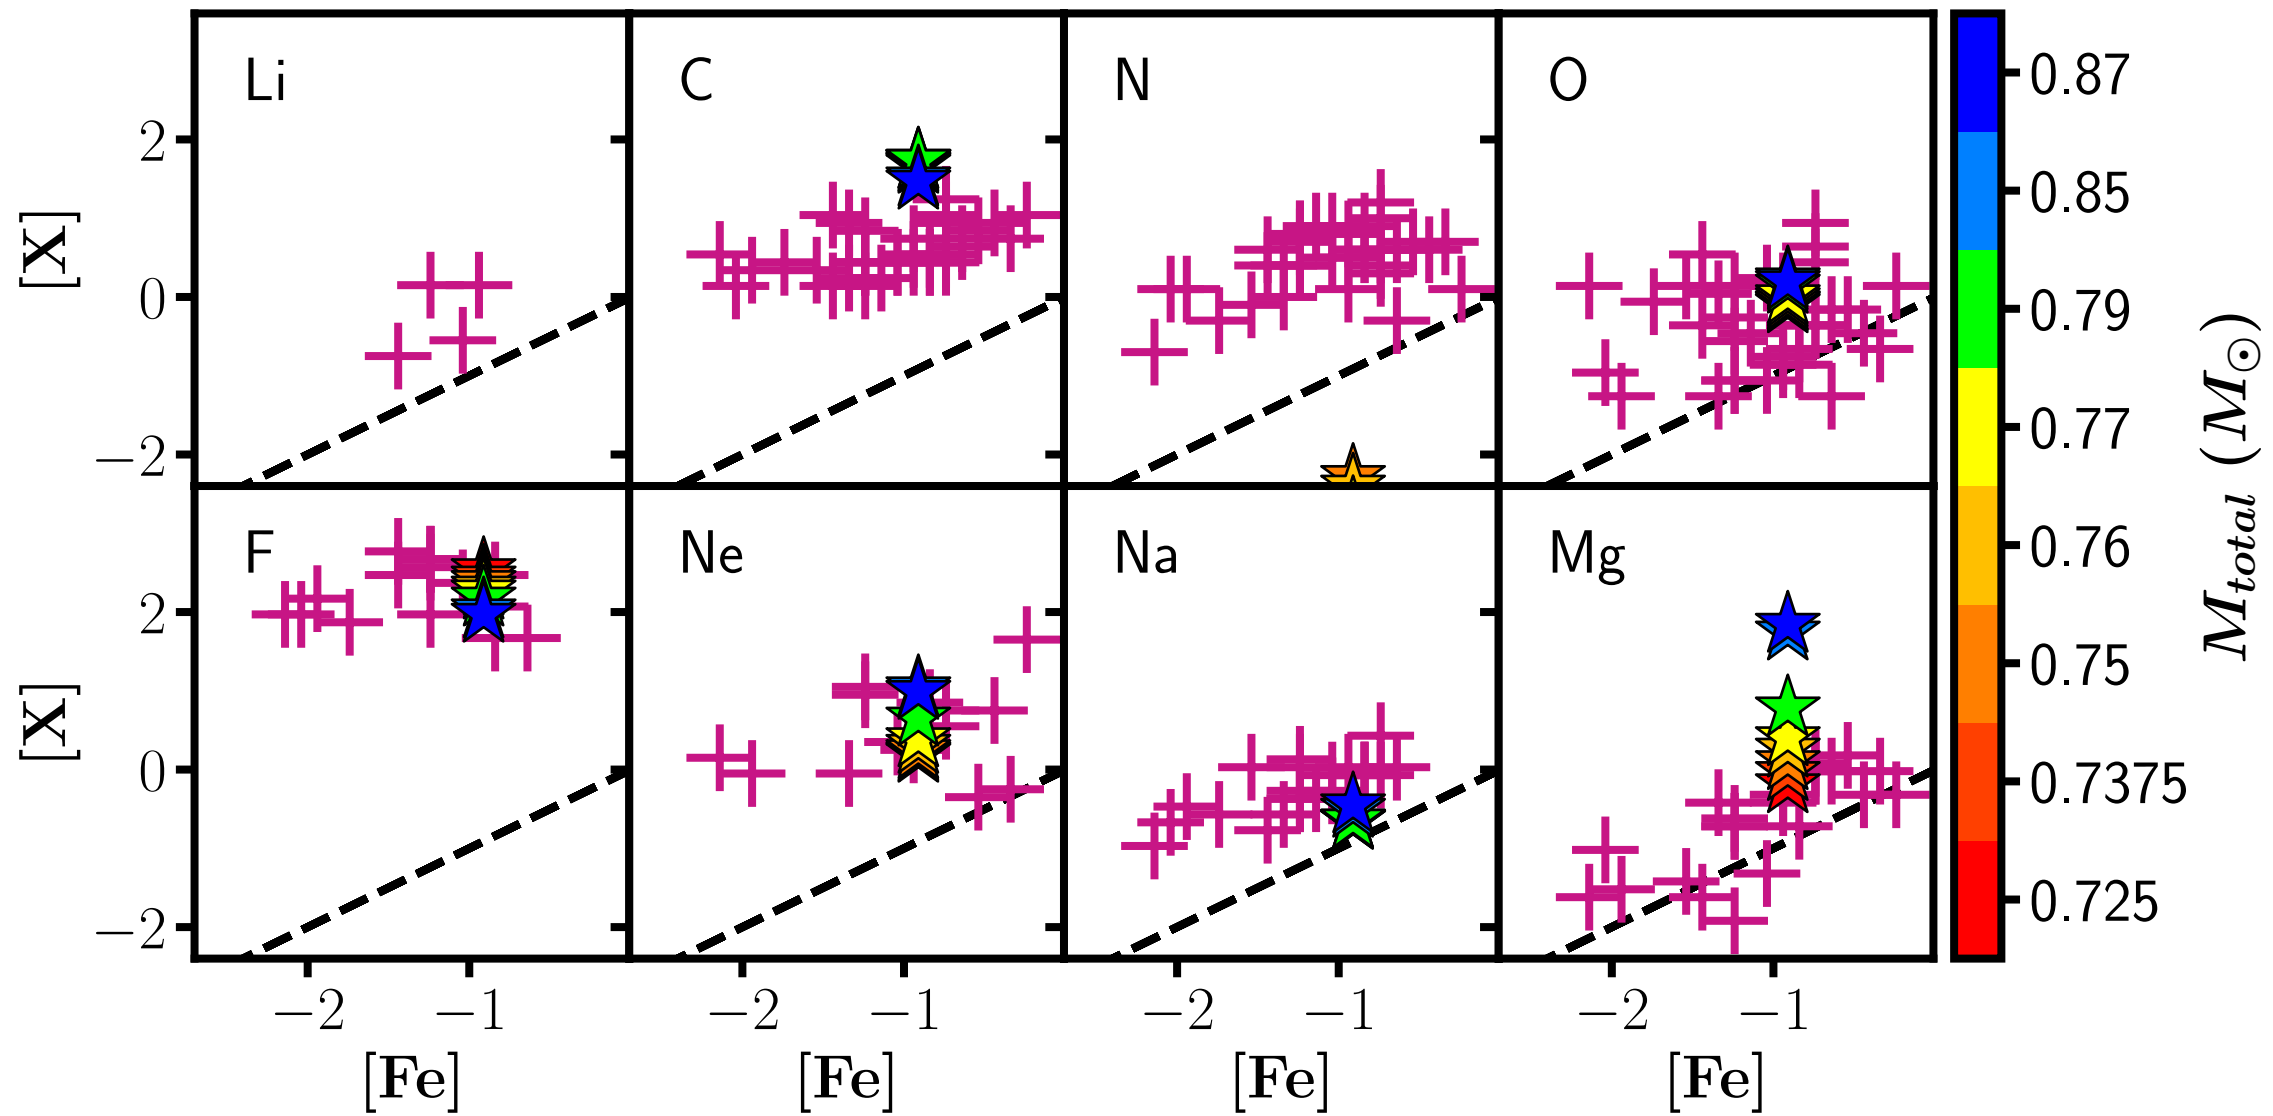 Li C N O
2
0
−2
[X]
F Ne Na Mg
2
0
−2
[X]
−2 −1 −2 −1 −2 −1 −2 −1
[Fe] [Fe] [Fe] [Fe]
0.87
0.85
0.79
0.77
0.76
0.75
0.7375
0.725
M_total (M_⊙)